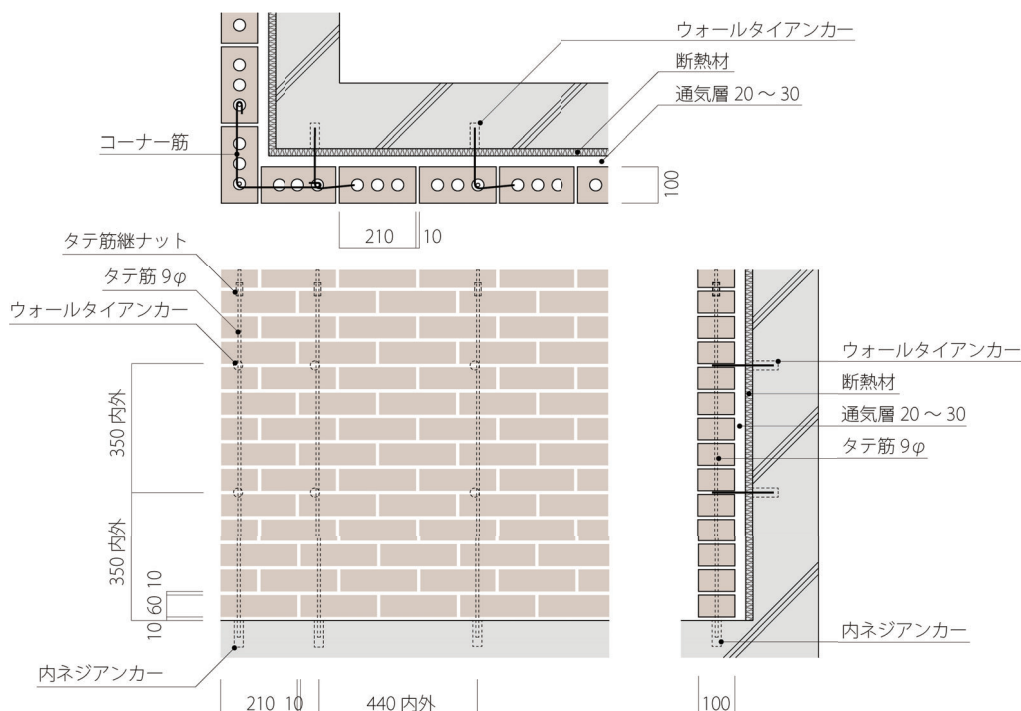 ウォールタイアンカー
断熱材
通気層 20～30
コーナー筋
100
210
10
タテ筋継ナット
タテ筋 9φ
ウォールタイアンカー
350 内外
350 内外
10 60 10
内ネジアンカー
210
10
440 内外
ウォールタイアンカー
断熱材
通気層 20～30
タテ筋 9φ
内ネジアンカー
100